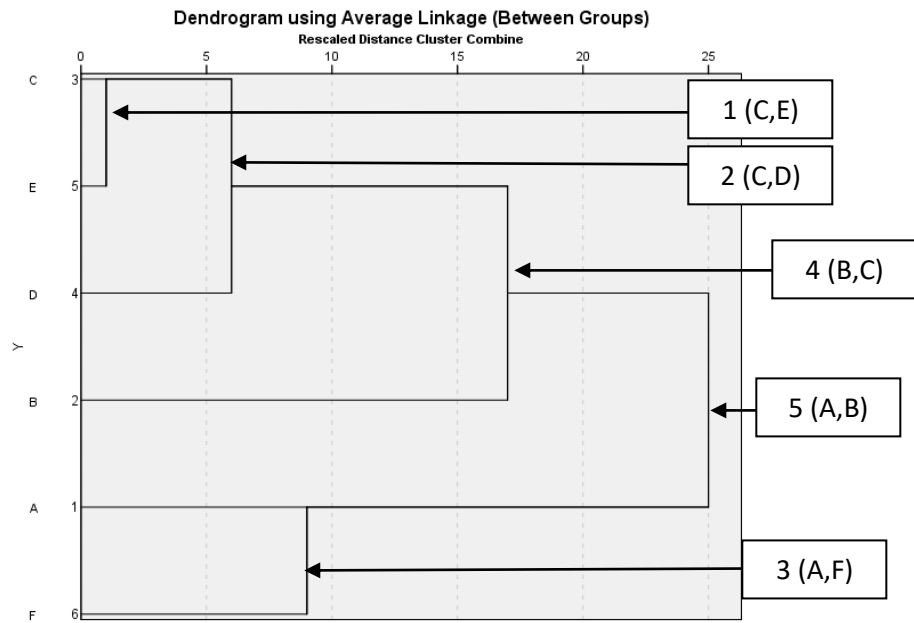 Dendrogram using Average Linkage (Between Groups)
Rescaled Distance Cluster Combine
0 5 10 15 20 25
C 3
1 (C,E)
2 (C,D)
E 5
4 (B,C)
D 4
Y
B 2
5 (A,B)
A 1
3 (A,F)
F 6